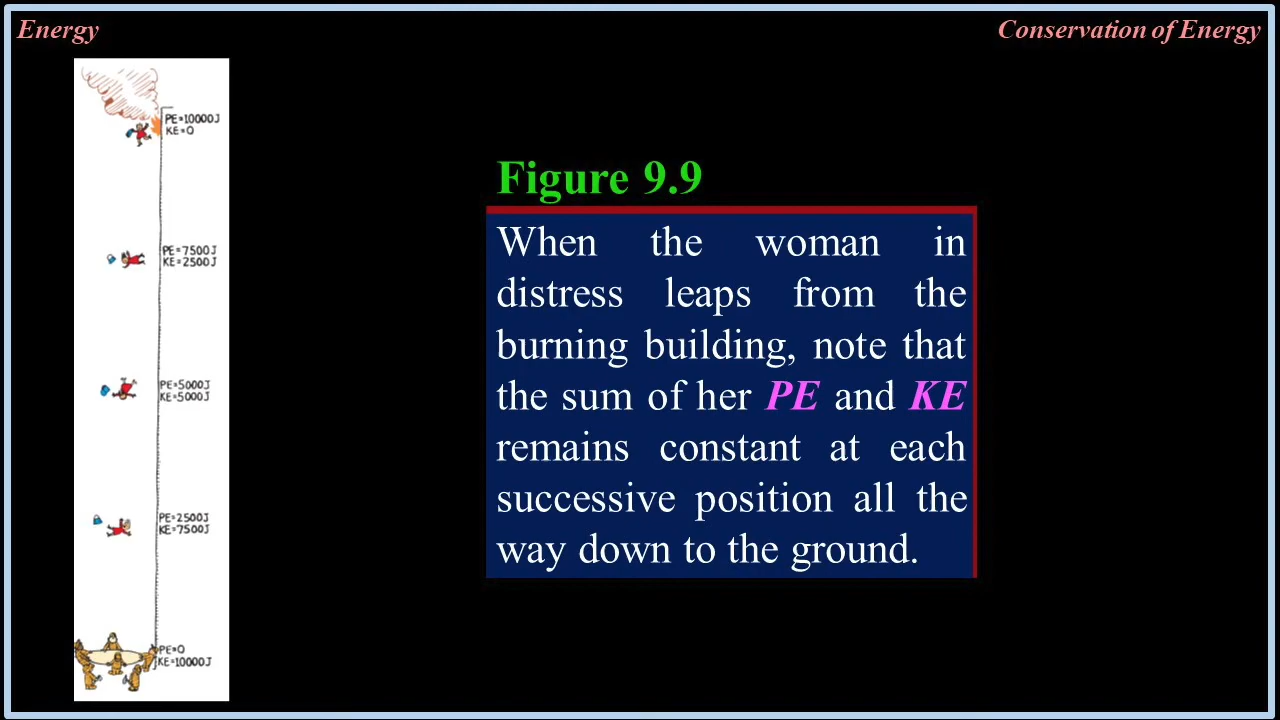 Energy
Conservation of Energy
PE=10000J
KE=0
PE=7500J
KE=2500J
PE=5000J
KE=5000J
PE=2500J
KE=7500J
PE=0
KE=10000J
Figure 9.9
When the woman in
distress leaps from the
burning building, note that
the sum of her PE and KE
remains constant at each
successive position all the
way down to the ground.